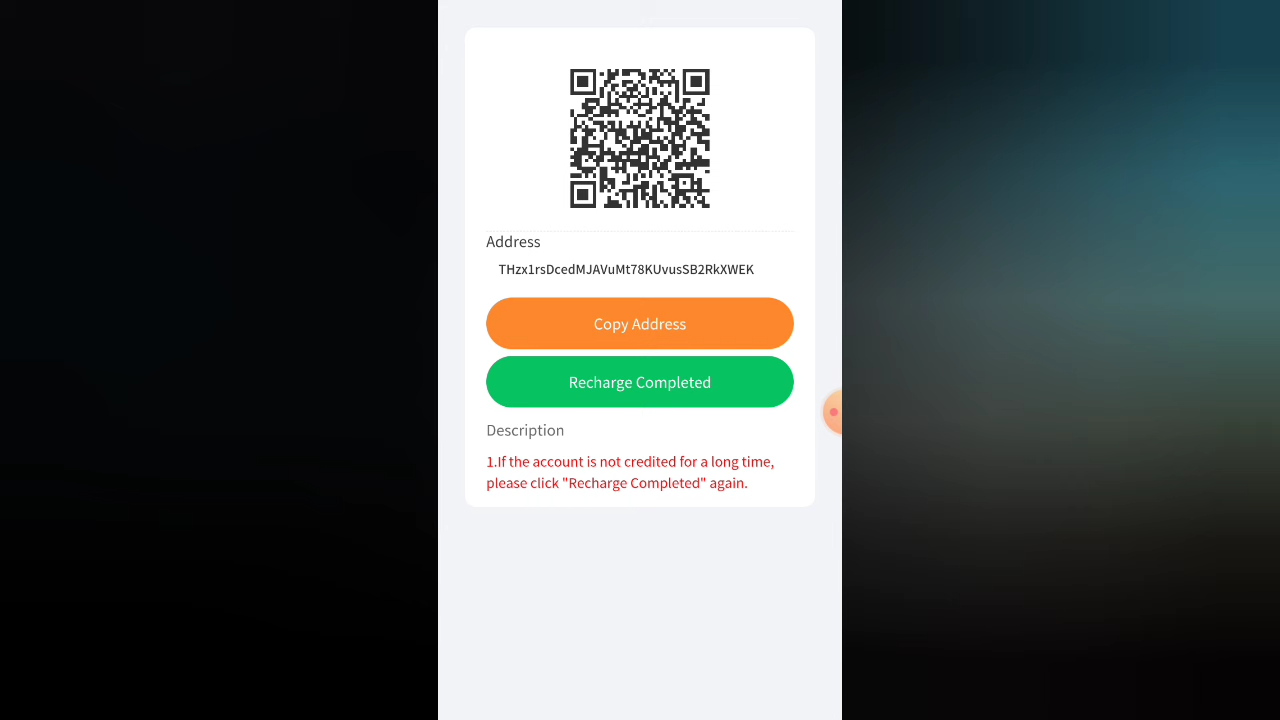 Address
THzx1rsDcedMJAVuMt78KUvusSB2RkXWEK
Copy Address
Recharge Completed
Description
1.If the account is not credited for a long time,
please click "Recharge Completed" again.